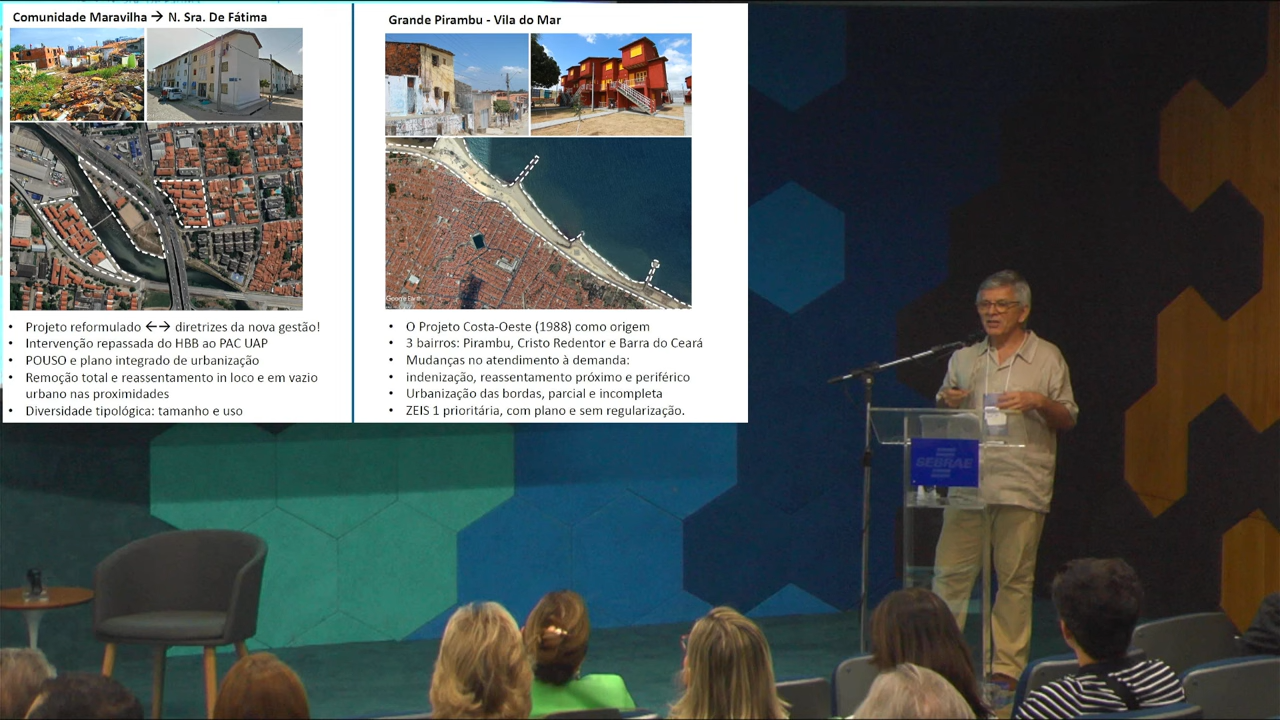 Comunidade Maravilha → N. Sra. De Fátima
• Projeto reformulado ←→ diretrizes da nova gestão!
• Intervenção repassada do HBB ao PAC UAP
• POUSO e plano integrado de urbanização
• Remoção total e reassentamento in loco e em vazio
urbano nas proximidades
• Diversidade tipológica: tamanho e uso
Grande Pirambu - Vila do Mar
Google Earth
• O Projeto Costa-Oeste (1988) como origem
• 3 bairros: Pirambu, Cristo Redentor e Barra do Ceará
• Mudanças no atendimento à demanda:
• indenização, reassentamento próximo e periférico
• Urbanização das bordas, parcial e incompleta
• ZEIS 1 prioritária, com plano e sem regularização.
SEBRAE